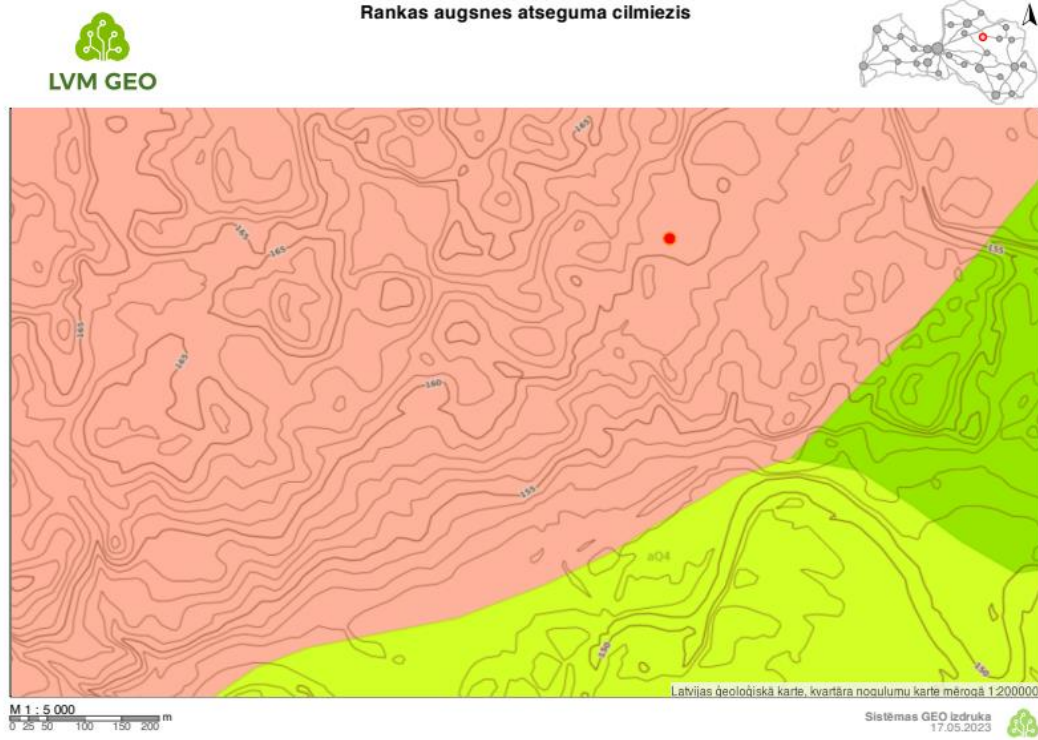 Rankas augsnes atseguma cilmiezis
LVM GEO
165
165
165
165
165
155
160
155
aQ4
150
150
Latvijas ģeoloģiskā karte, kvartāra nogulumu karte mērogā 1:200000
M 1 : 5 000
0 25 50 100 150 200 m
Sistēmas GEO izdruka
17.05.2023